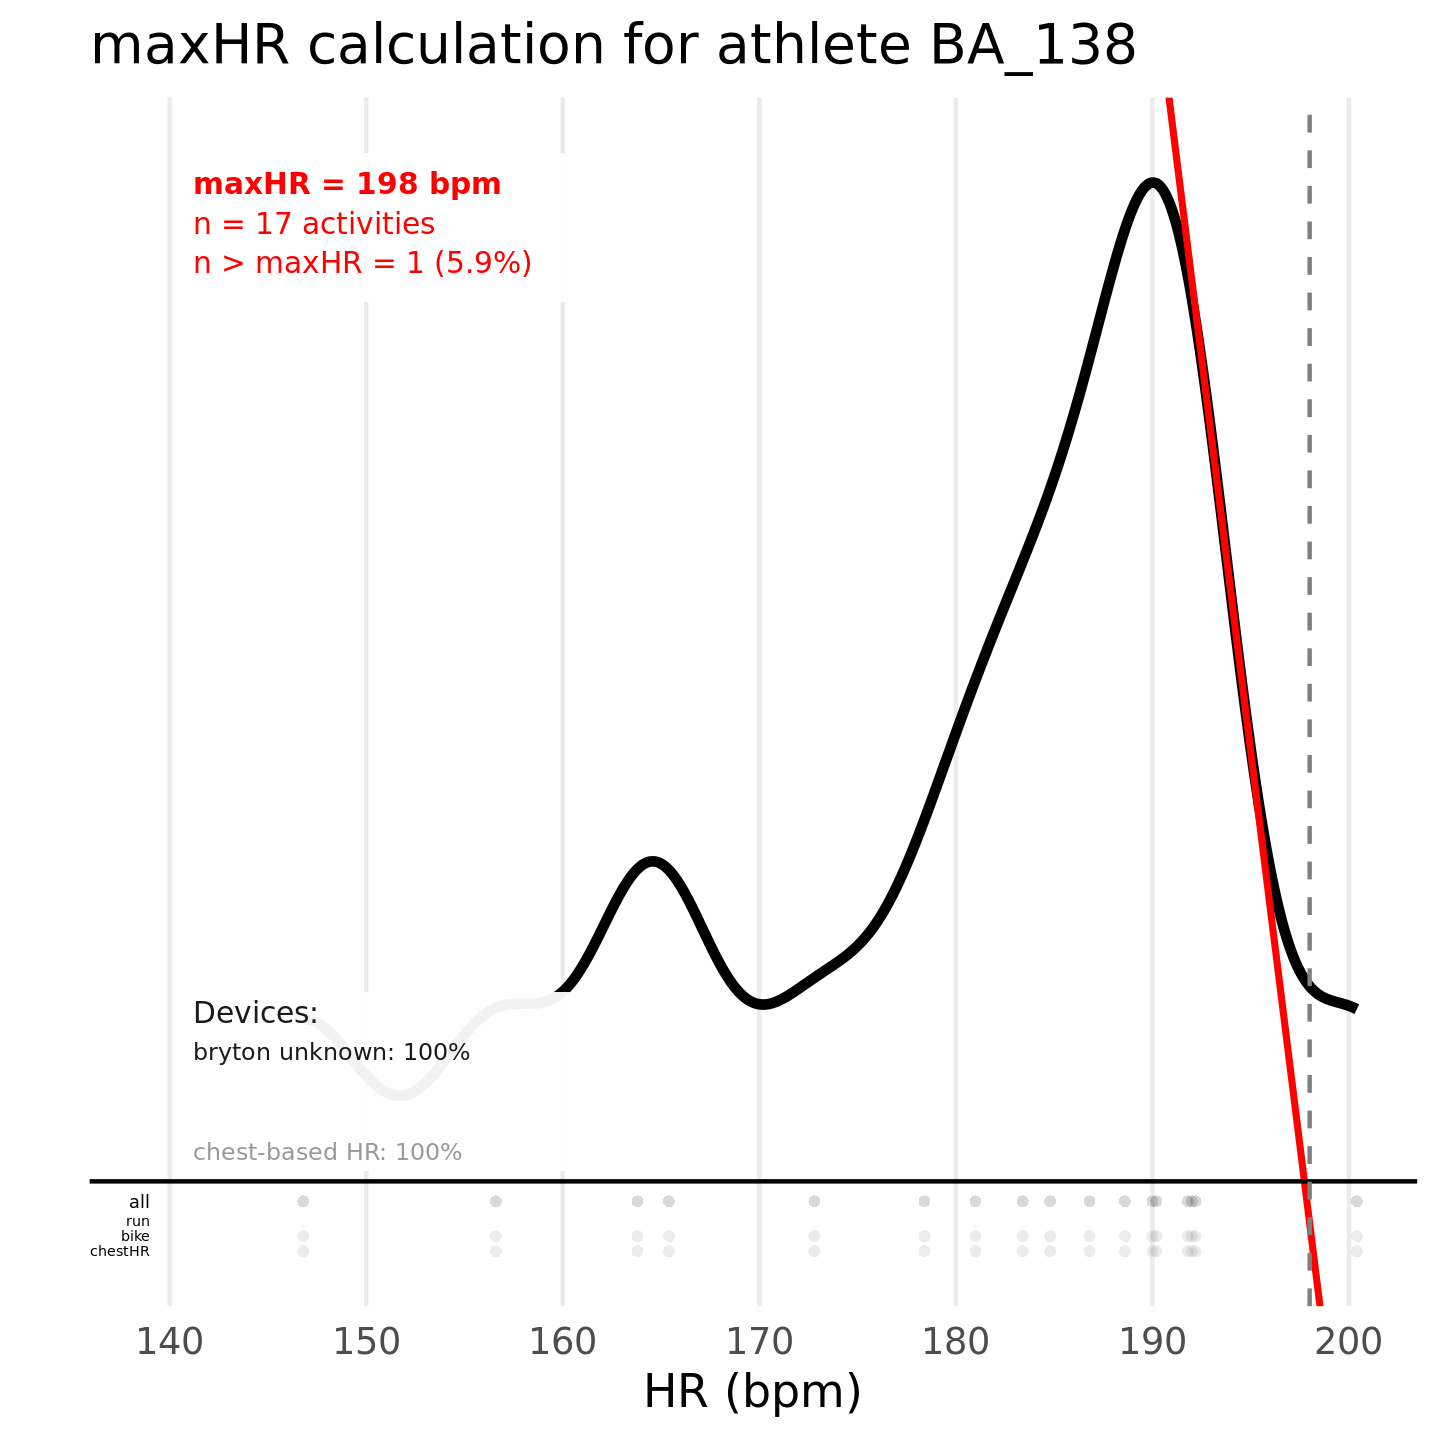 maxHR calculation for athlete BA_138
maxHR = 198 bpm
n = 17 activities
n > maxHR = 1 (5.9%)
Devices:
bryton unknown: 100%
chest-based HR: 100%
all
run
bike
chestHR
140 150 160 170 180 190 200
HR (bpm)